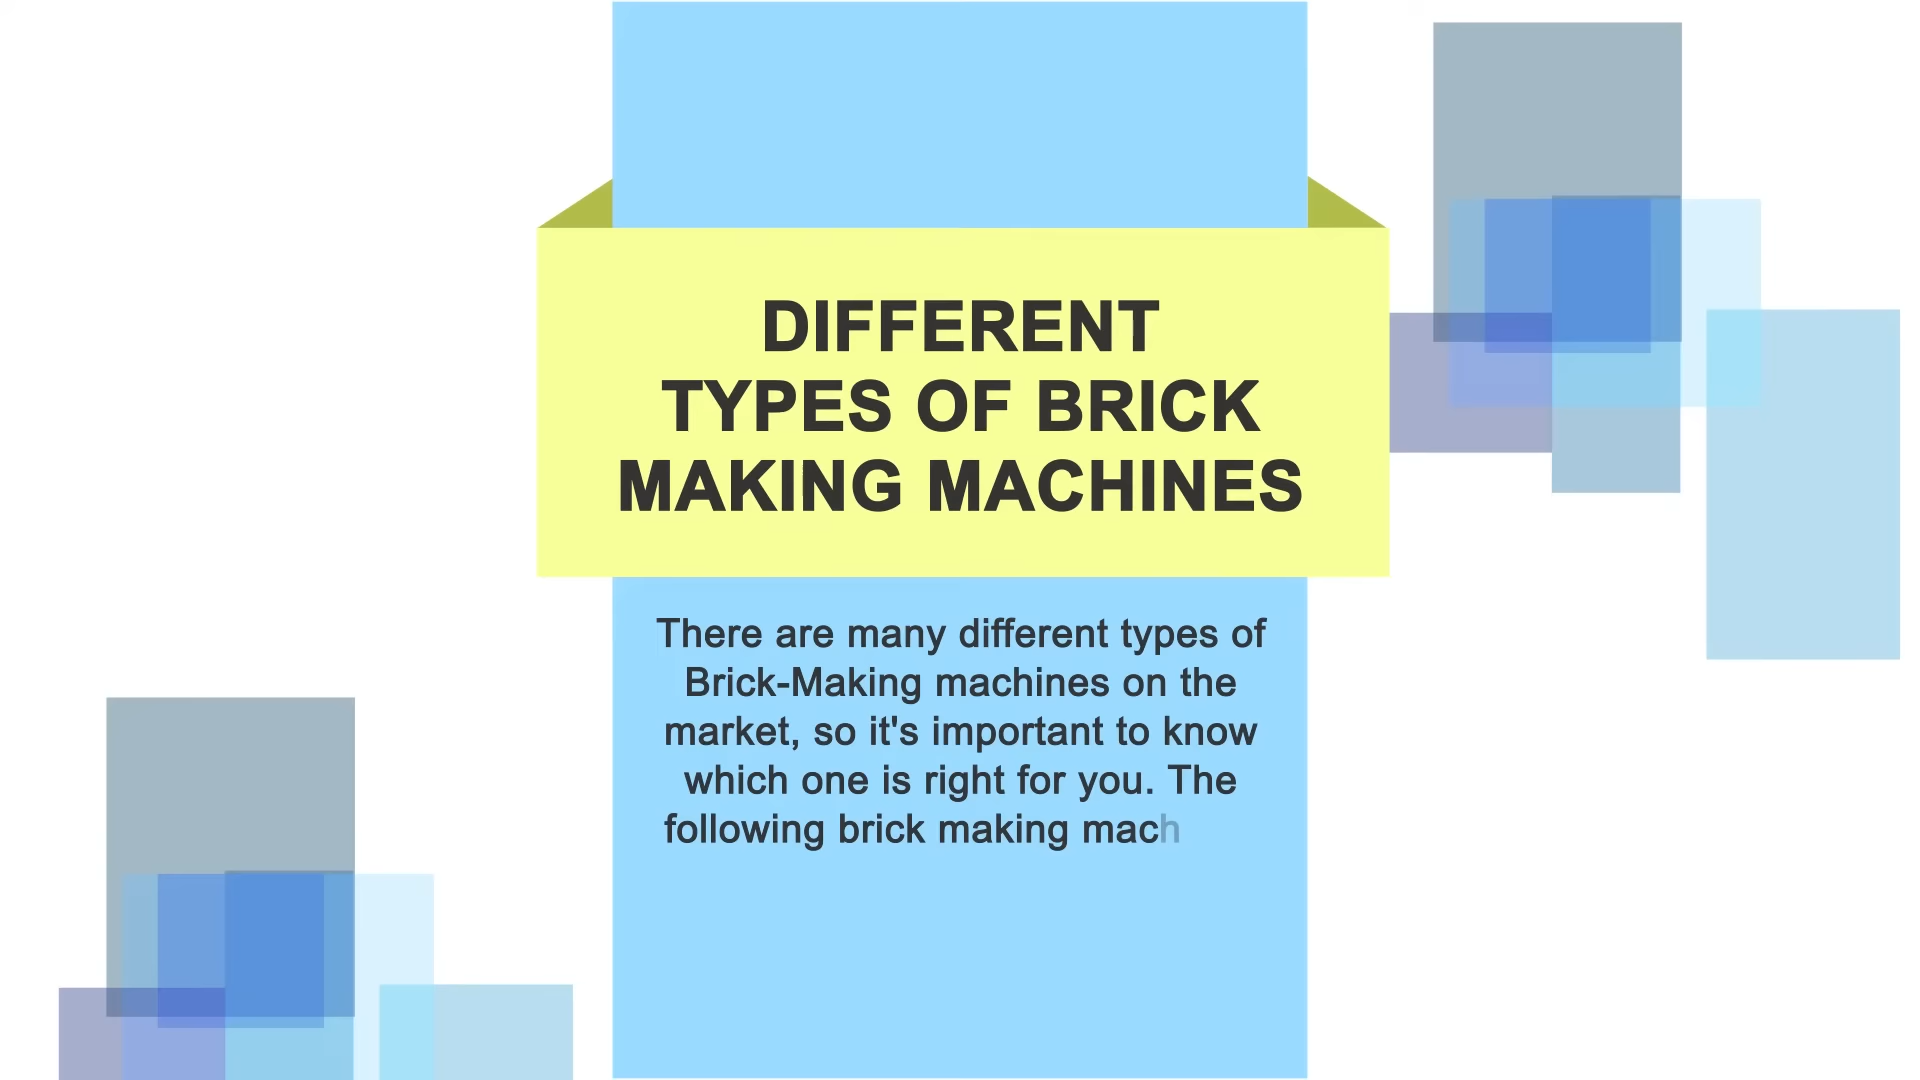 DIFFERENT
TYPES OF BRICK
MAKING MACHINES
There are many different types of
Brick-Making machines on the
market, so it's important to know
which one is right for you. The
following brick making mach